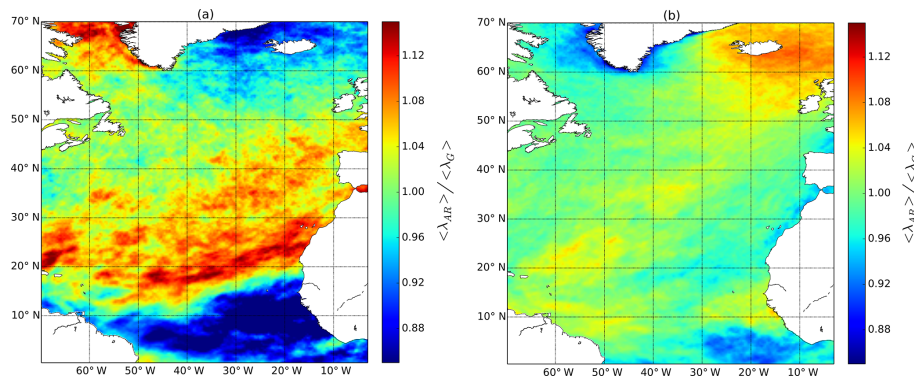 (a)
70° N
60° N
50° N
40° N
30° N
20° N
10° N
60° W
50° W
40° W
30° W
20° W
10° W
1.12
1.08
1.04
1.00
0.96
0.92
0.88
<λ_AR> / <λ_G>
(b)
70° N
60° N
50° N
40° N
30° N
20° N
10° N
60° W
50° W
40° W
30° W
20° W
10° W
1.12
1.08
1.04
1.00
0.96
0.92
0.88
<λ_AR> / <λ_G>